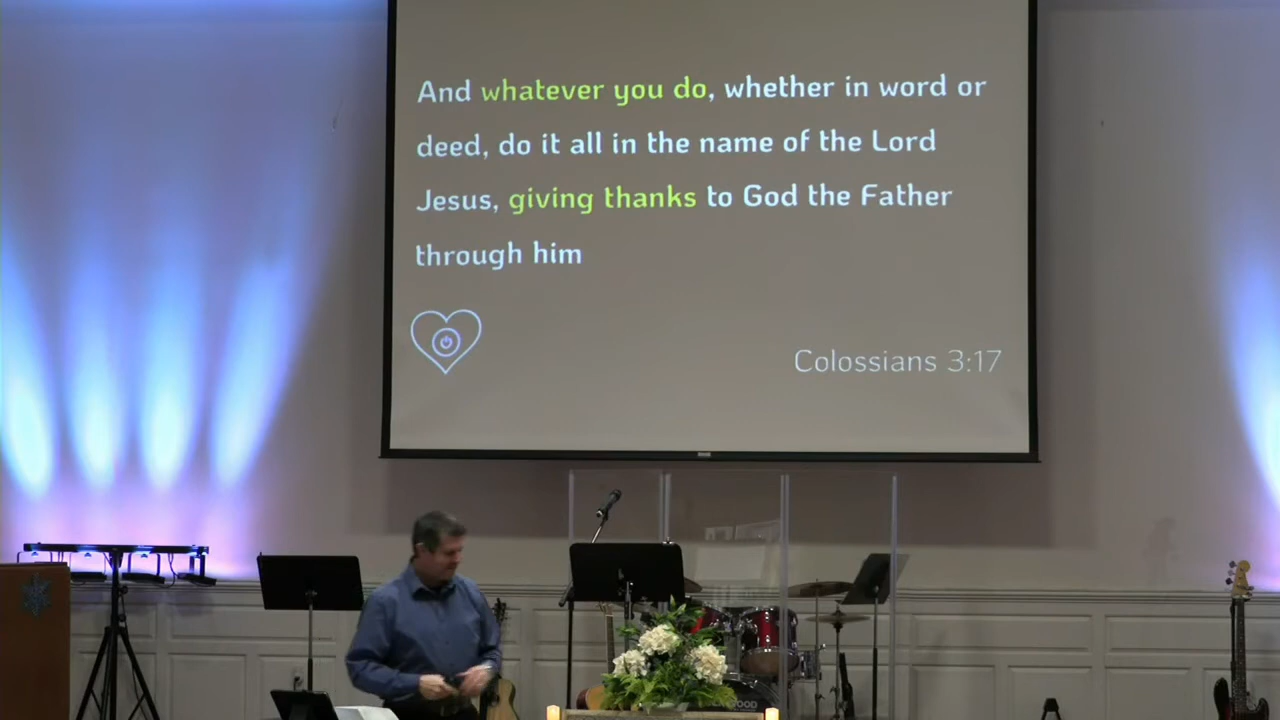 And whatever you do, whether in word or
deed, do it all in the name of the Lord
Jesus, giving thanks to God the Father
through him
Colossians 3:17